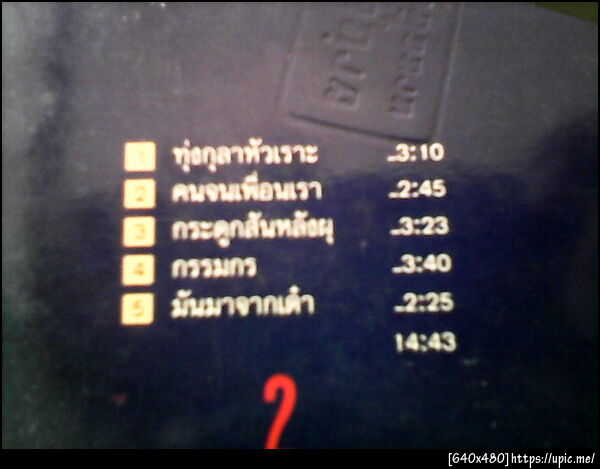 1 ทุ่งกุลาหัวเราะ ..3:10
2 คนจนเพื่อนเรา ..2:45
3 กระดูกสันหลังผุ ..3:23
4 กรรมกร ..3:40
5 มันมาจากเต๋า ..2:25
14:43
2
[640x480]https://upic.me/